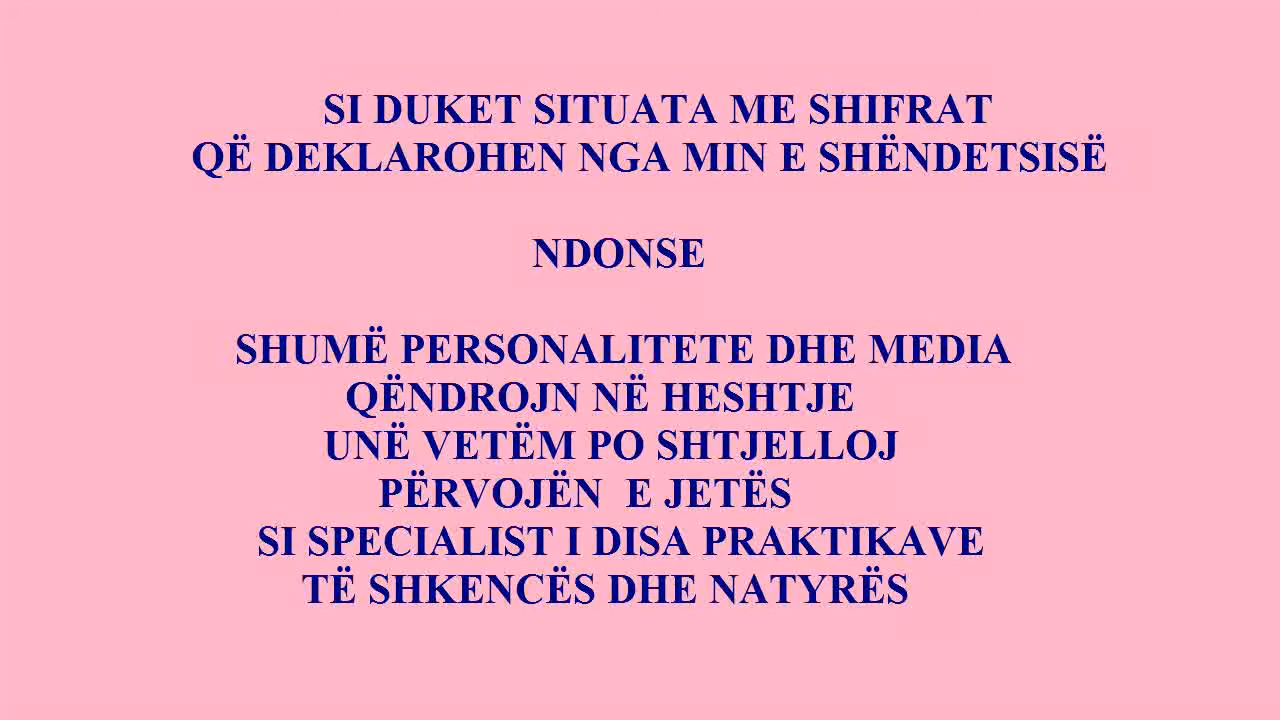 SI DUKET SITUATA ME SHIFRAT
QË DEKLAROHEN NGA MIN E SHËNDETSISË
NDONSE
SHUMË PERSONALITETE DHE MEDIA
QËNDROJN NË HESHTJE
UNË VETËM PO SHTJELLOJ
PËRVOJËN E JETËS
SI SPECIALIST I DISA PRAKTIKAVE
TË SHKENCËS DHE NATYRËS